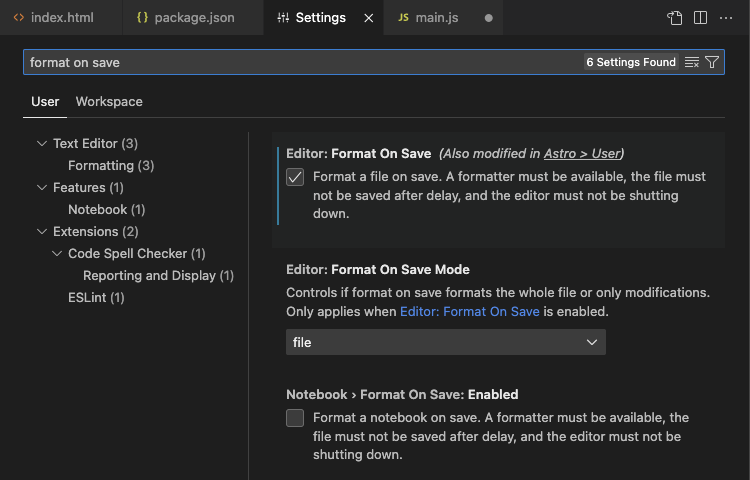 <> index.html
{} package.json
Settings
JS main.js
format on save
6 Settings Found
User
Workspace
Text Editor (3)
Formatting (3)
Features (1)
Notebook (1)
Extensions (2)
Code Spell Checker (1)
Reporting and Display (1)
ESLint (1)
Editor: Format On Save (Also modified in Astro > User)
Format a file on save. A formatter must be available, the file must
not be saved after delay, and the editor must not be shutting
down.
Editor: Format On Save Mode
Controls if format on save formats the whole file or only modifications.
Only applies when Editor: Format On Save is enabled.
file
Notebook › Format On Save: Enabled
Format a notebook on save. A formatter must be available, the
file must not be saved after delay, and the editor must not be
shutting down.